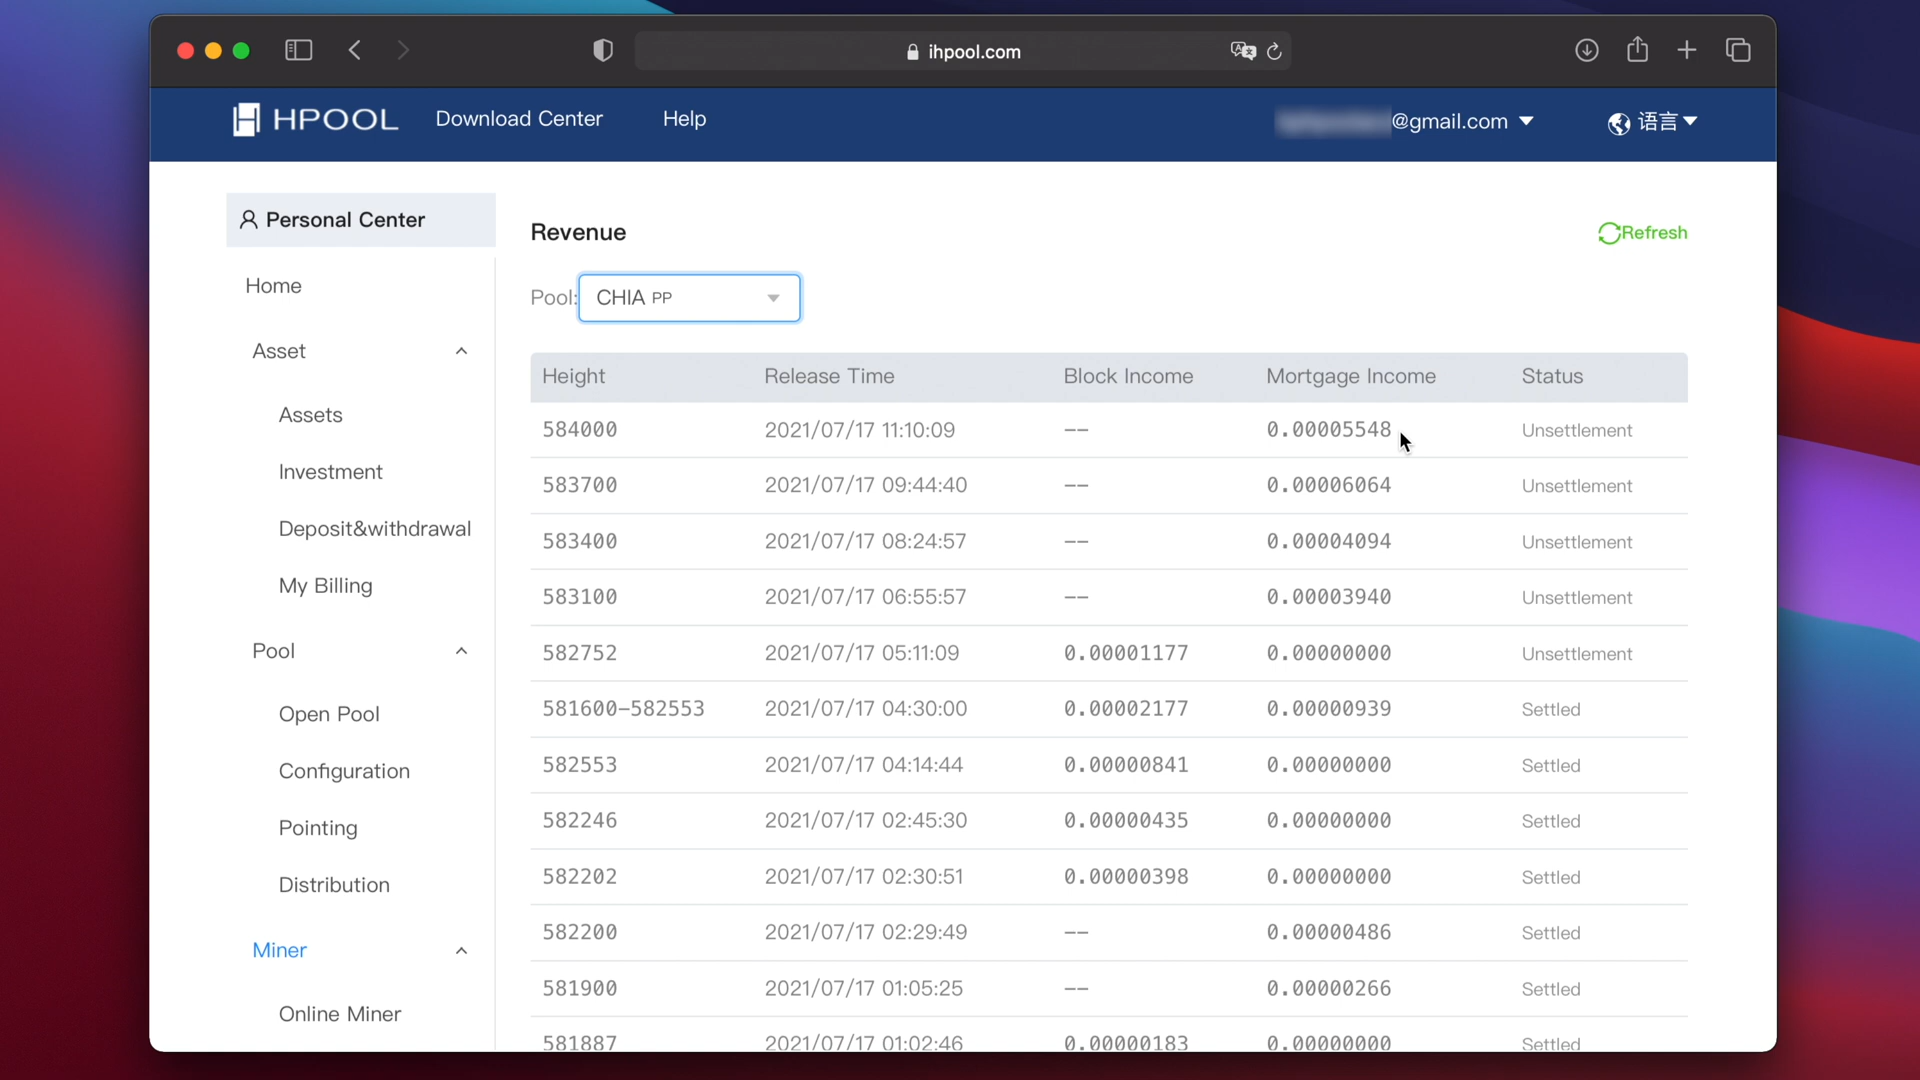 ihpool.com
HPOOL Download Center Help @gmail.com 语言
Personal Center
Home
Asset
Assets
Investment
Deposit&withdrawal
My Billing
Pool
Open Pool
Configuration
Pointing
Distribution
Miner
Online Miner
Revenue
Refresh
Pool: CHIA PP
Height Release Time Block Income Mortgage Income Status
584000 2021/07/17 11:10:09 -- 0.00005548 Unsettlement
583700 2021/07/17 09:44:40 -- 0.00006064 Unsettlement
583400 2021/07/17 08:24:57 -- 0.00004094 Unsettlement
583100 2021/07/17 06:55:57 -- 0.00003940 Unsettlement
582752 2021/07/17 05:11:09 0.00001177 0.00000000 Unsettlement
581600-582553 2021/07/17 04:30:00 0.00002177 0.00000939 Settled
582553 2021/07/17 04:14:44 0.00000841 0.00000000 Settled
582246 2021/07/17 02:45:30 0.00000435 0.00000000 Settled
582202 2021/07/17 02:30:51 0.00000398 0.00000000 Settled
582200 2021/07/17 02:29:49 -- 0.00000486 Settled
581900 2021/07/17 01:05:25 -- 0.00000266 Settled
581887 2021/07/17 01:02:46 0.00000183 0.00000000 Settled